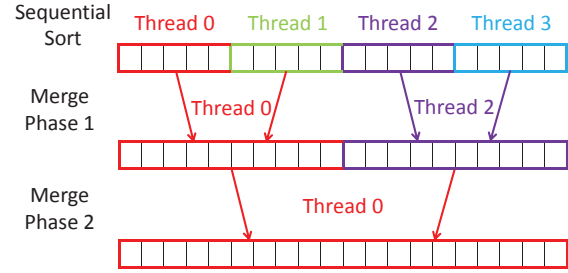 Sequential Sort
Thread 0 Thread 1 Thread 2 Thread 3
Merge Phase 1
Thread 0 Thread 2
Merge Phase 2
Thread 0